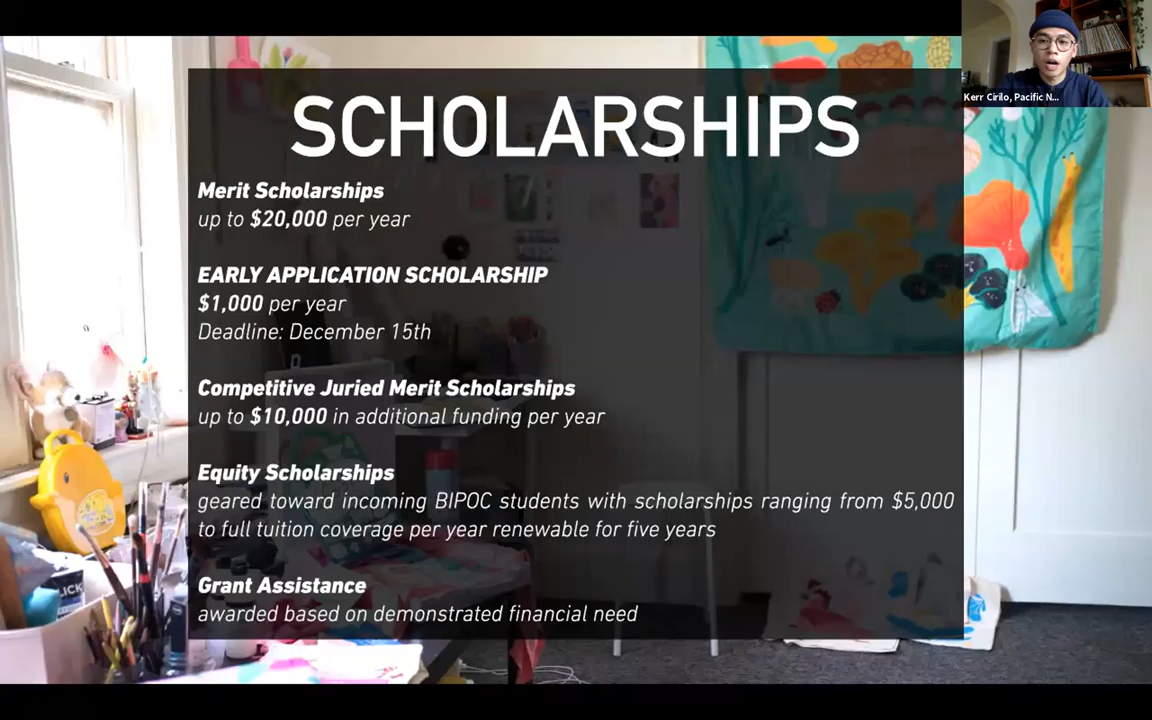 SCHOLARSHIPS
Merit Scholarships
up to $20,000 per year
EARLY APPLICATION SCHOLARSHIP
$1,000 per year
Deadline: December 15th
Competitive Juried Merit Scholarships
up to $10,000 in additional funding per year
Equity Scholarships
geared toward incoming BIPOC students with scholarships ranging from $5,000
to full tuition coverage per year renewable for five years
Grant Assistance
awarded based on demonstrated financial need
Kerr Cirilo, Pacific N...